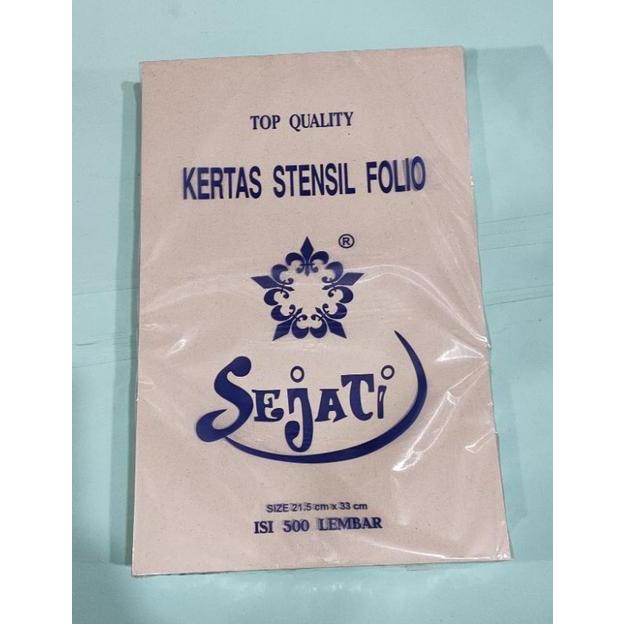 TOP QUALITY
KERTAS STENSIL FOLIO
®
SEJATI
SIZE 21.5 cm x 33 cm
ISI 500 LEMBAR